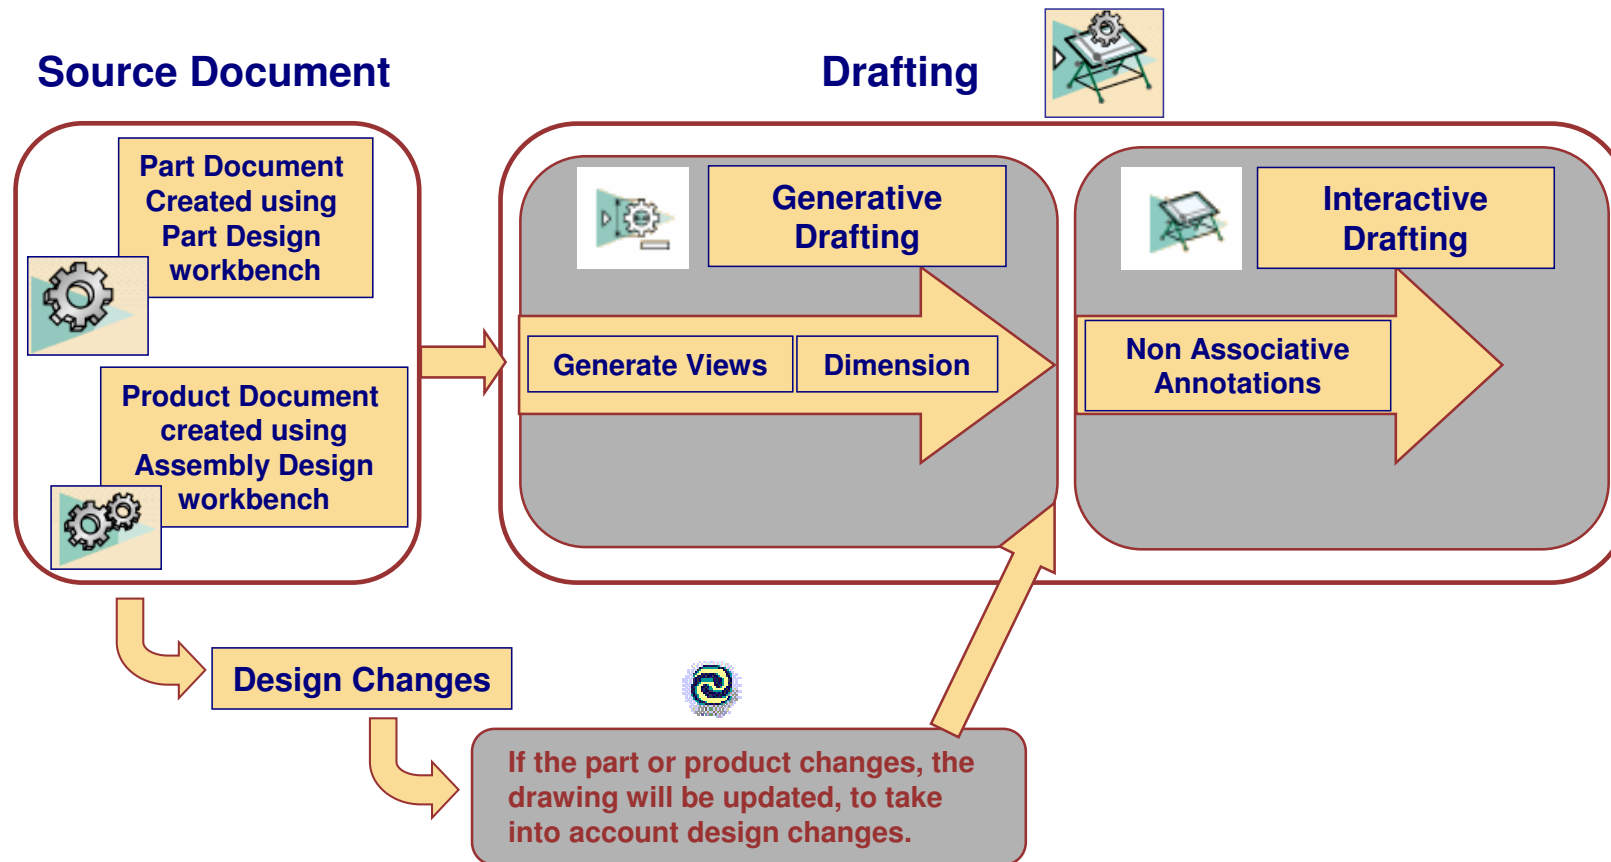 Source Document
Drafting
Part Document
Created using
Part Design
workbench
Product Document
created using
Assembly Design
workbench
Generative
Drafting
Generate Views
Dimension
Interactive
Drafting
Non Associative
Annotations
Design Changes
If the part or product changes, the
drawing will be updated, to take
into account design changes.